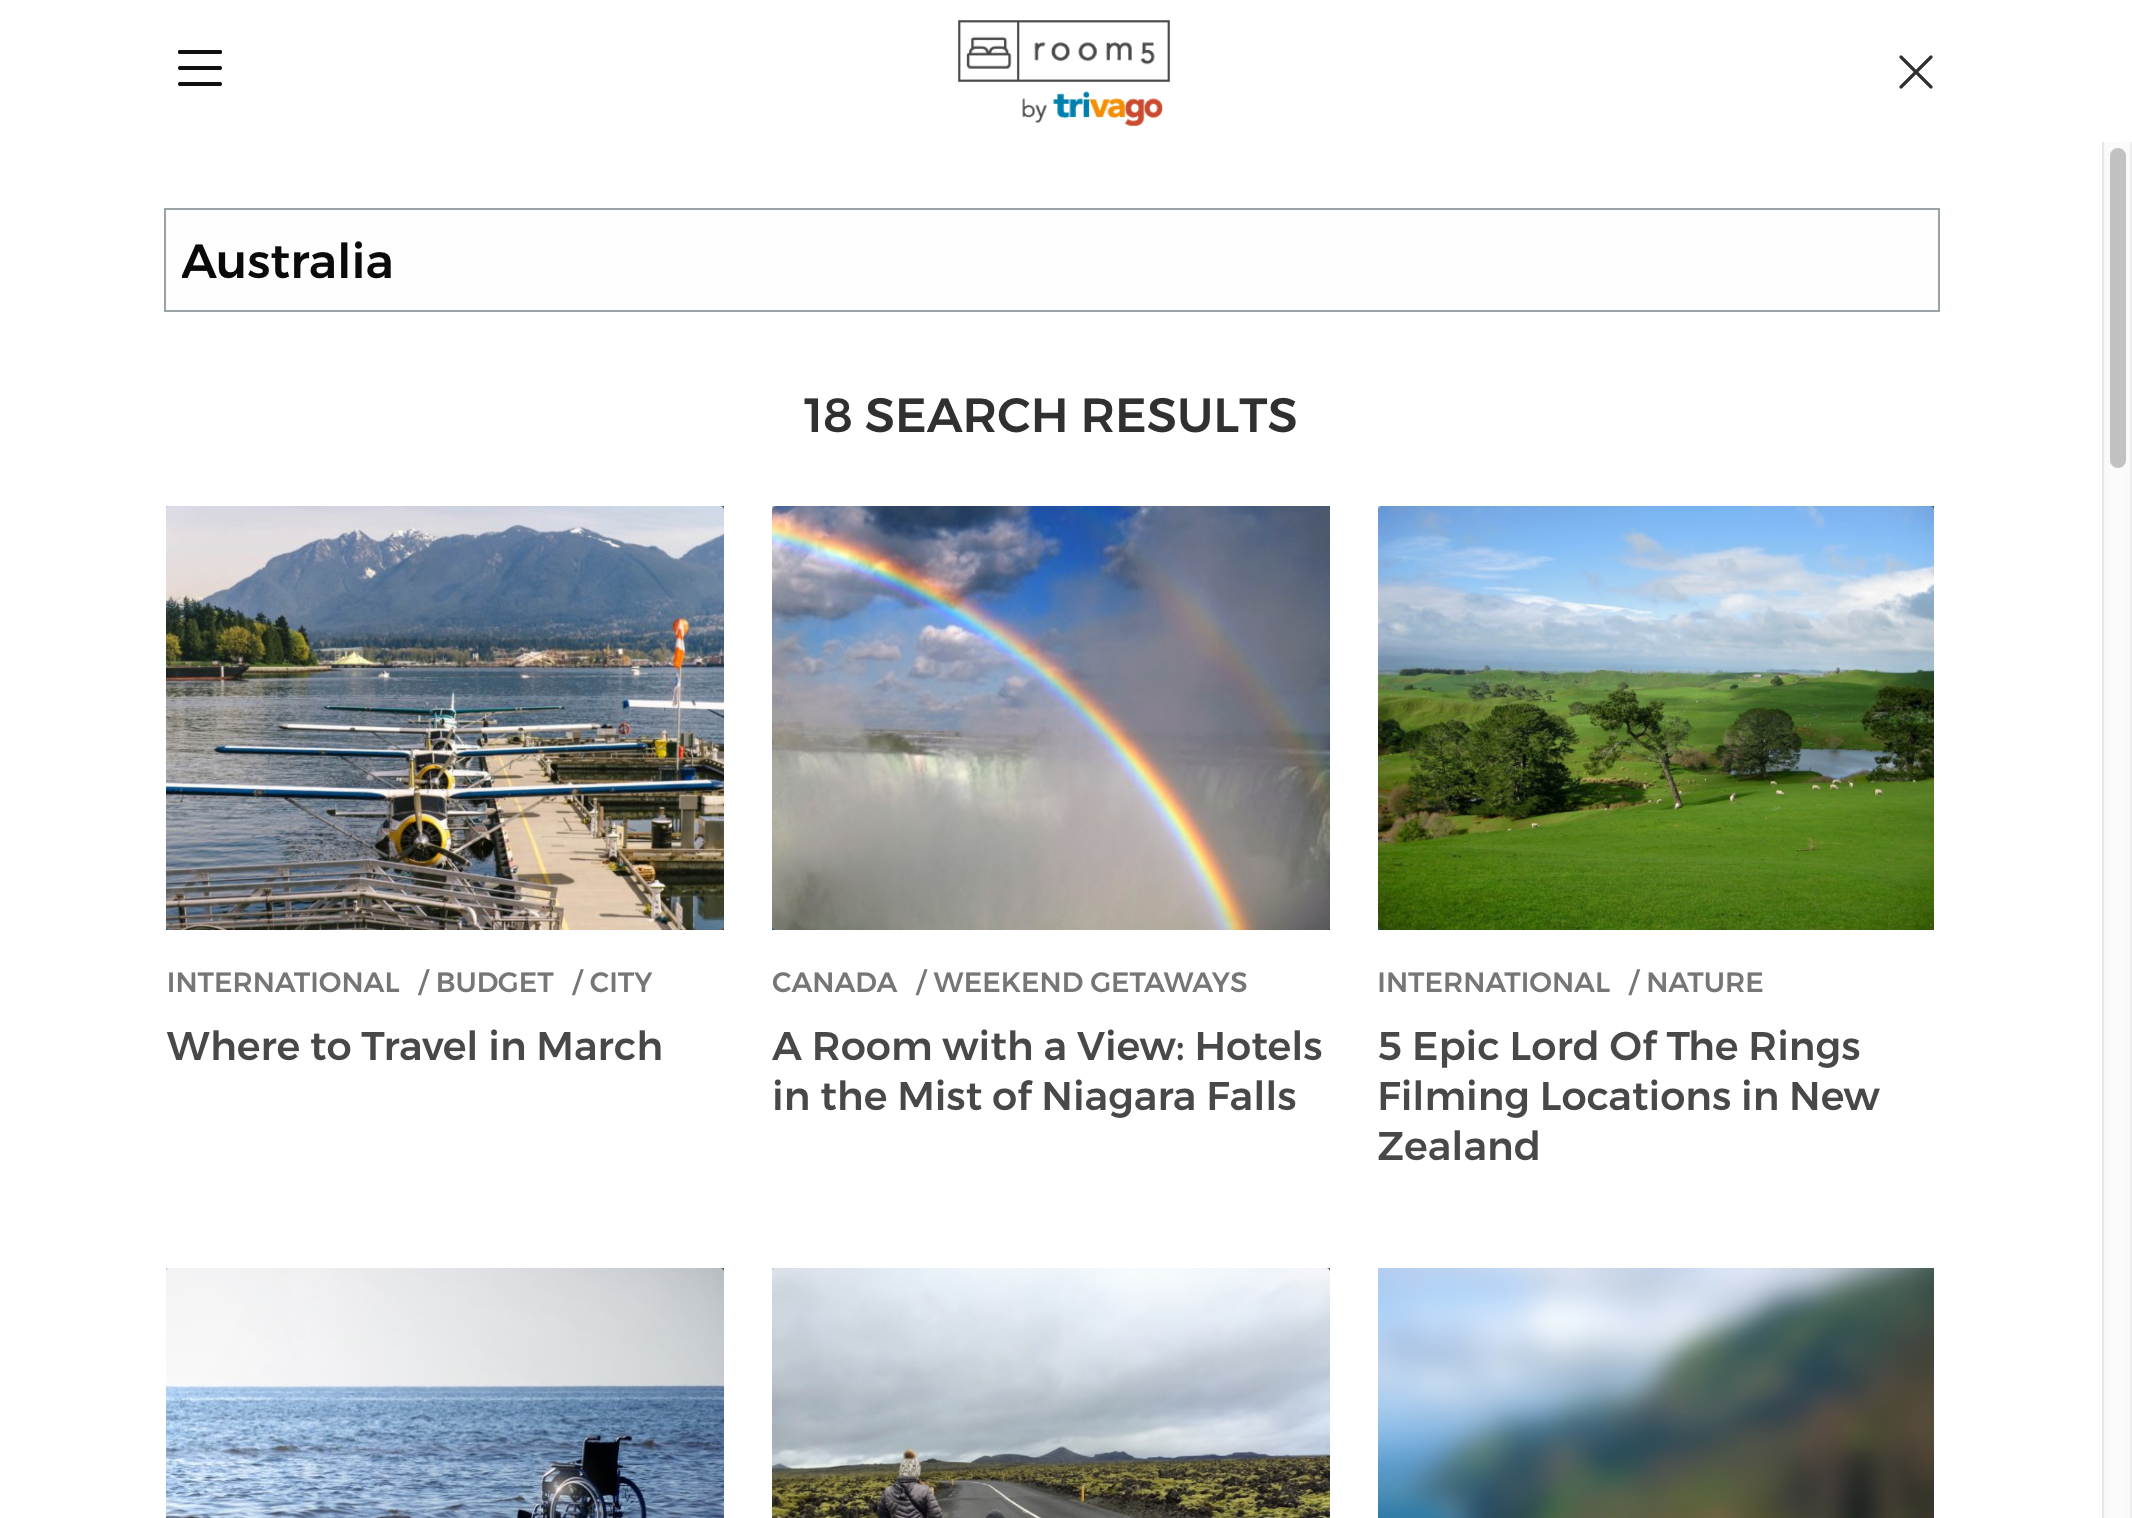 room5
by trivago
Australia
18 SEARCH RESULTS
INTERNATIONAL / BUDGET / CITY
Where to Travel in March
CANADA / WEEKEND GETAWAYS
A Room with a View: Hotels
in the Mist of Niagara Falls
INTERNATIONAL / NATURE
5 Epic Lord Of The Rings
Filming Locations in New
Zealand